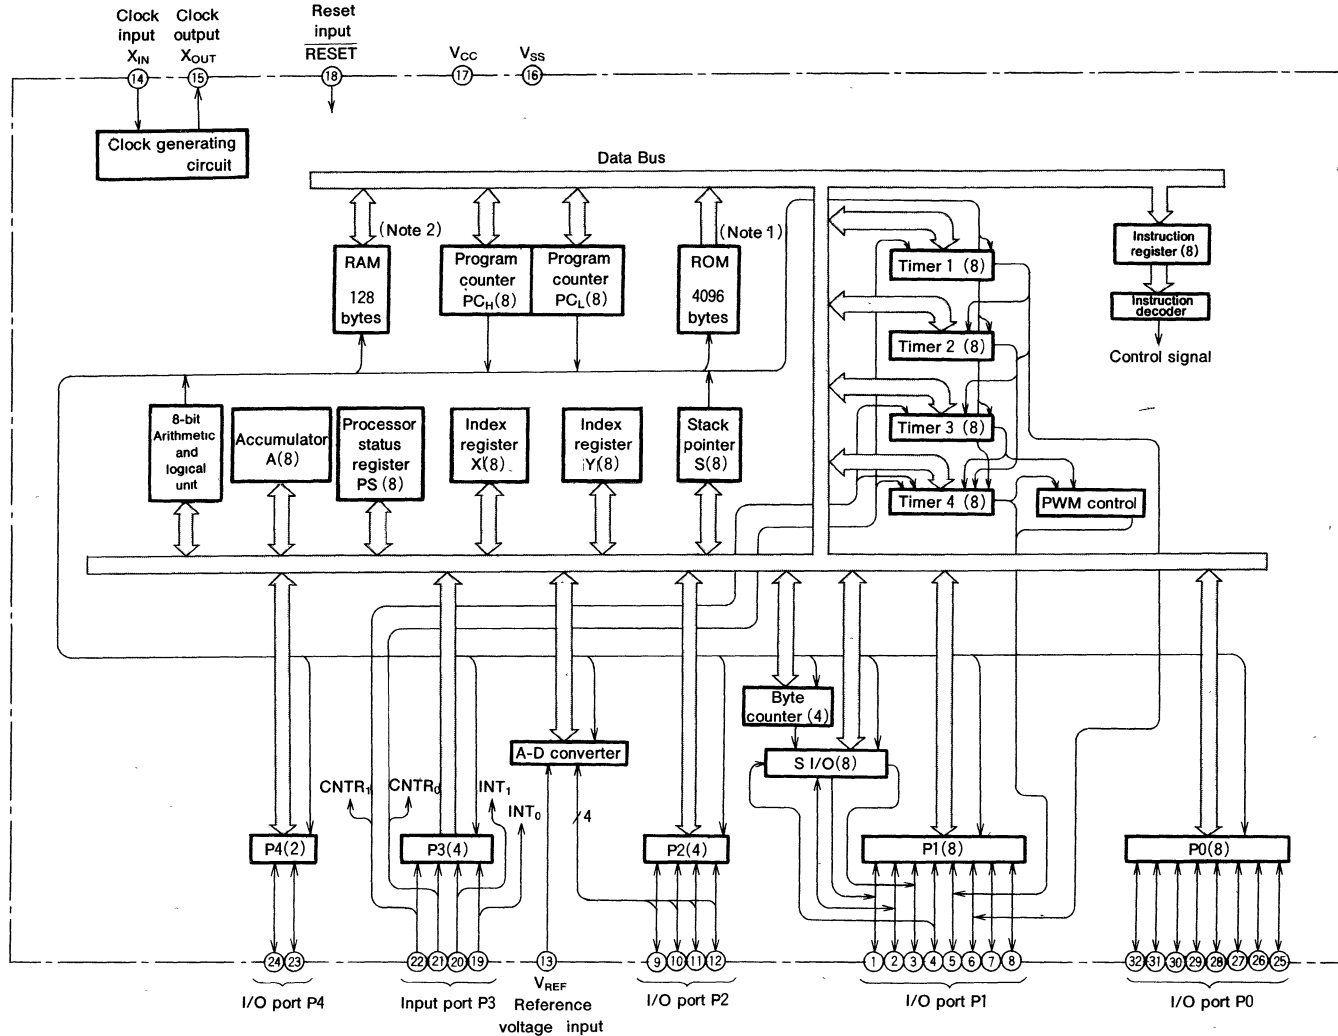 Clock input X_IN
Clock output X_OUT
Reset input RESET
V_CC
V_SS
14
15
18
17
16
Clock generating circuit
Data Bus
(Note 2)
(Note 1)
RAM
128 bytes
Program counter PC_H(8)
Program counter PC_L(8)
ROM
4096 bytes
Timer 1 (8)
Timer 2 (8)
Timer 3 (8)
Timer 4 (8)
PWM control
Instruction register (8)
Instruction decoder
Control signal
8-bit Arithmetic and logical unit
Accumulator A(8)
Processor status register PS (8)
Index register X(8)
Index register Y(8)
Stack pointer S(8)
Byte counter (4)
A-D converter
S I/O(8)
CNTR1
CNTR0
INT1
INT0
4
P4(2)
P3(4)
P2(4)
P1(8)
P0(8)
24 23
22 21 20 19
13
9 10 11 12
1 2 3 4 5 6 7 8
32 31 30 29 28 27 26 25
I/O port P4
Input port P3
V_REF
Reference voltage input
I/O port P2
I/O port P1
I/O port P0